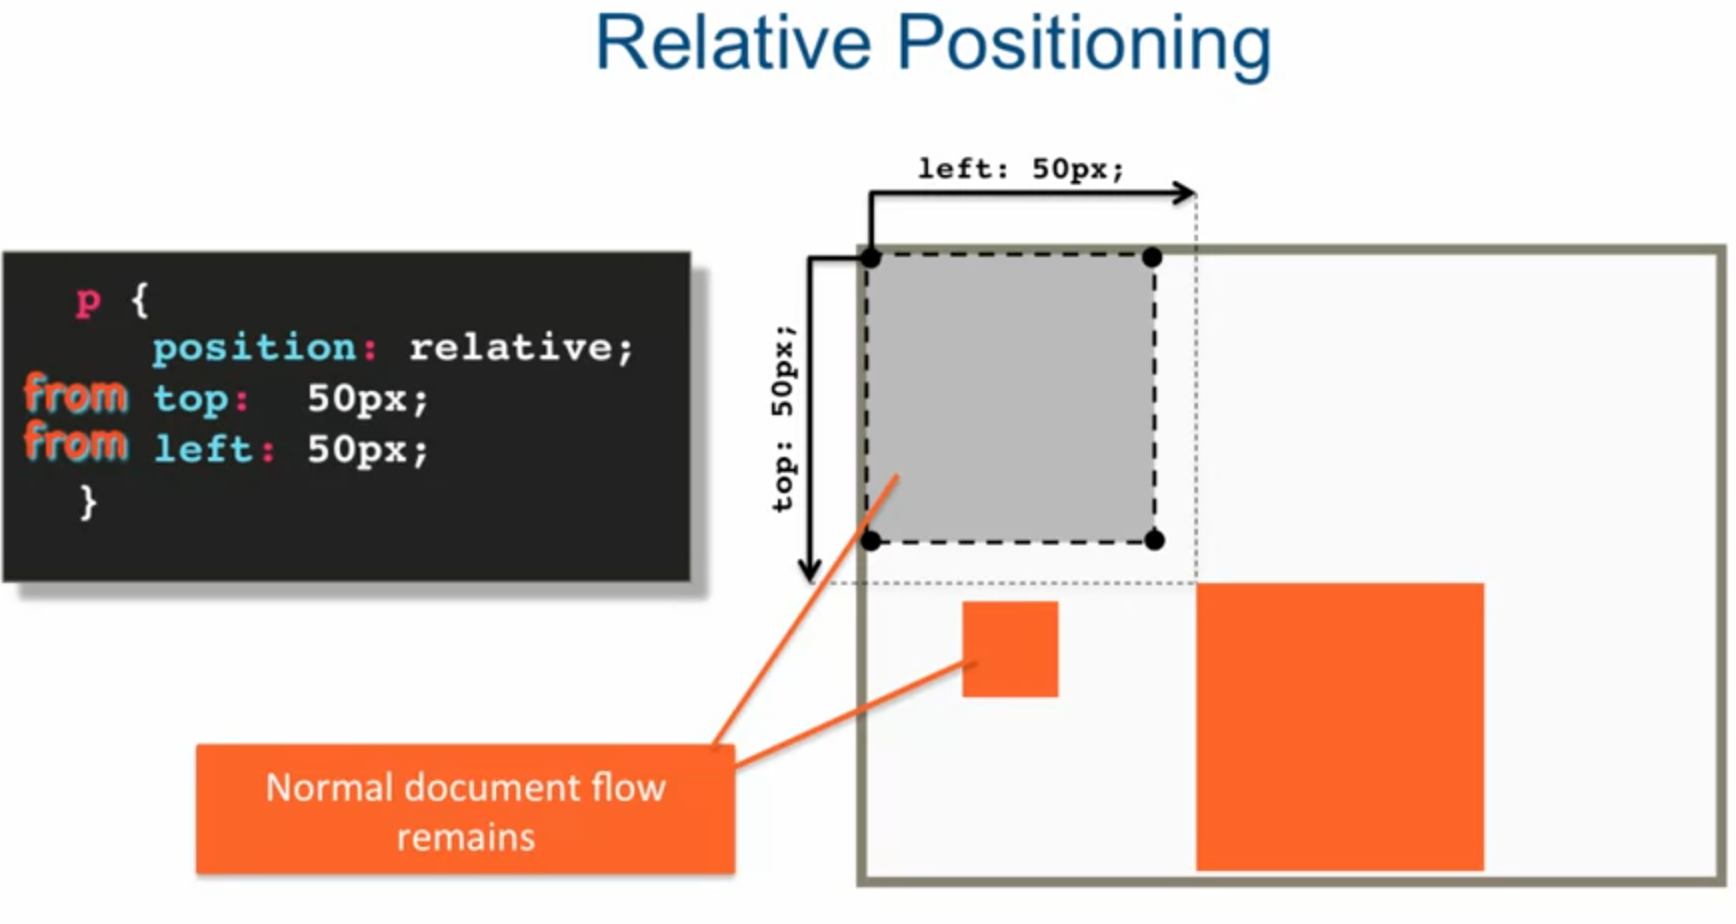 Relative Positioning
left: 50px;
top: 50px;
p {
position: relative;
from top: 50px;
from left: 50px;
}
Normal document flow
remains